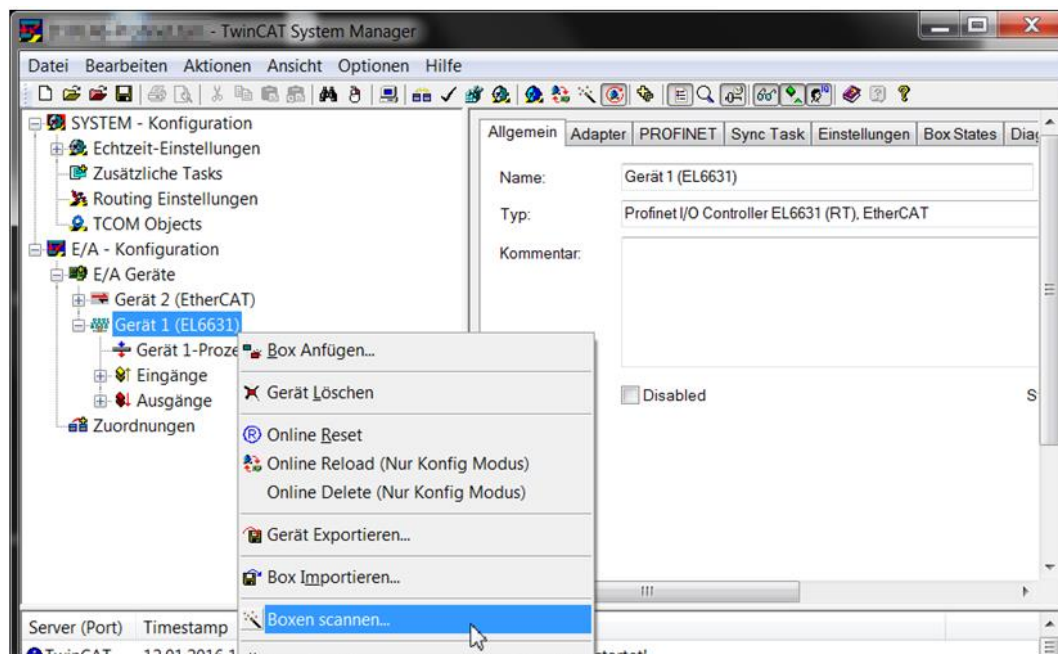 - TwinCAT System Manager
Datei Bearbeiten Aktionen Ansicht Optionen Hilfe
SYSTEM - Konfiguration
Echtzeit-Einstellungen
Zusätzliche Tasks
Routing Einstellungen
TCOM Objects
E/A - Konfiguration
E/A Geräte
Gerät 2 (EtherCAT)
Gerät 1 (EL6631)
Gerät 1-Proze
Eingänge
Ausgänge
Zuordnungen
Box Anfügen...
Gerät Löschen
Online Reset
Online Reload (Nur Konfig Modus)
Online Delete (Nur Konfig Modus)
Gerät Exportieren...
Box Importieren...
Boxen scannen...
Allgemein Adapter PROFINET Sync Task Einstellungen Box States Diag
Name: Gerät 1 (EL6631)
Typ: Profinet I/O Controller EL6631 (RT), EtherCAT
Kommentar:
Disabled
Server (Port) Timestamp